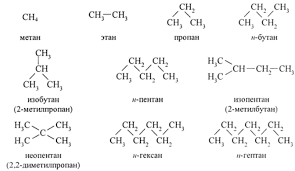 CH₄
CH₃—CH₃
CH₂
CH₃ CH₃
CH₂ CH₃
CH₃ CH₂
метан этан пропан н-бутан
CH₃
CH
CH₃ CH₃
CH₂ CH₂ CH₃
CH₃ CH₂
H₃C
CH—CH₂—CH₃
H₃C
изобутан
(2-метилпропан)
н-пентан
изопентан
(2-метилбутан)
H₃C CH₃
C
H₃C CH₃
CH₂ CH₂ CH₃
CH₃ CH₂ CH₂
CH₂ CH₂ CH₂
CH₃ CH₂ CH₂ CH₃
неопентан
(2,2-диметилпропан)
н-гексан
н-гептан